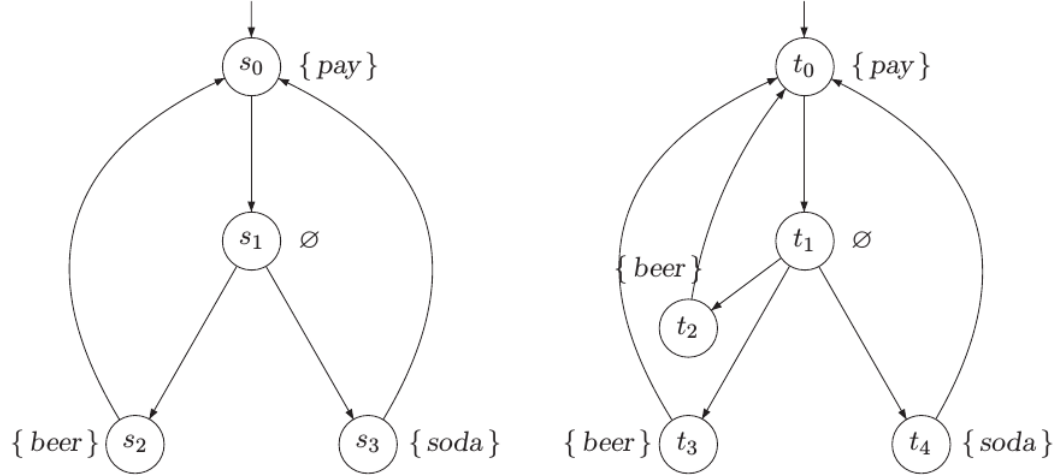 s₀ { pay } t₀ { pay }
s₁ ∅ t₁ ∅
{ beer }
t₂
{ beer } s₂ s₃ { soda } { beer } t₃ t₄ { soda }